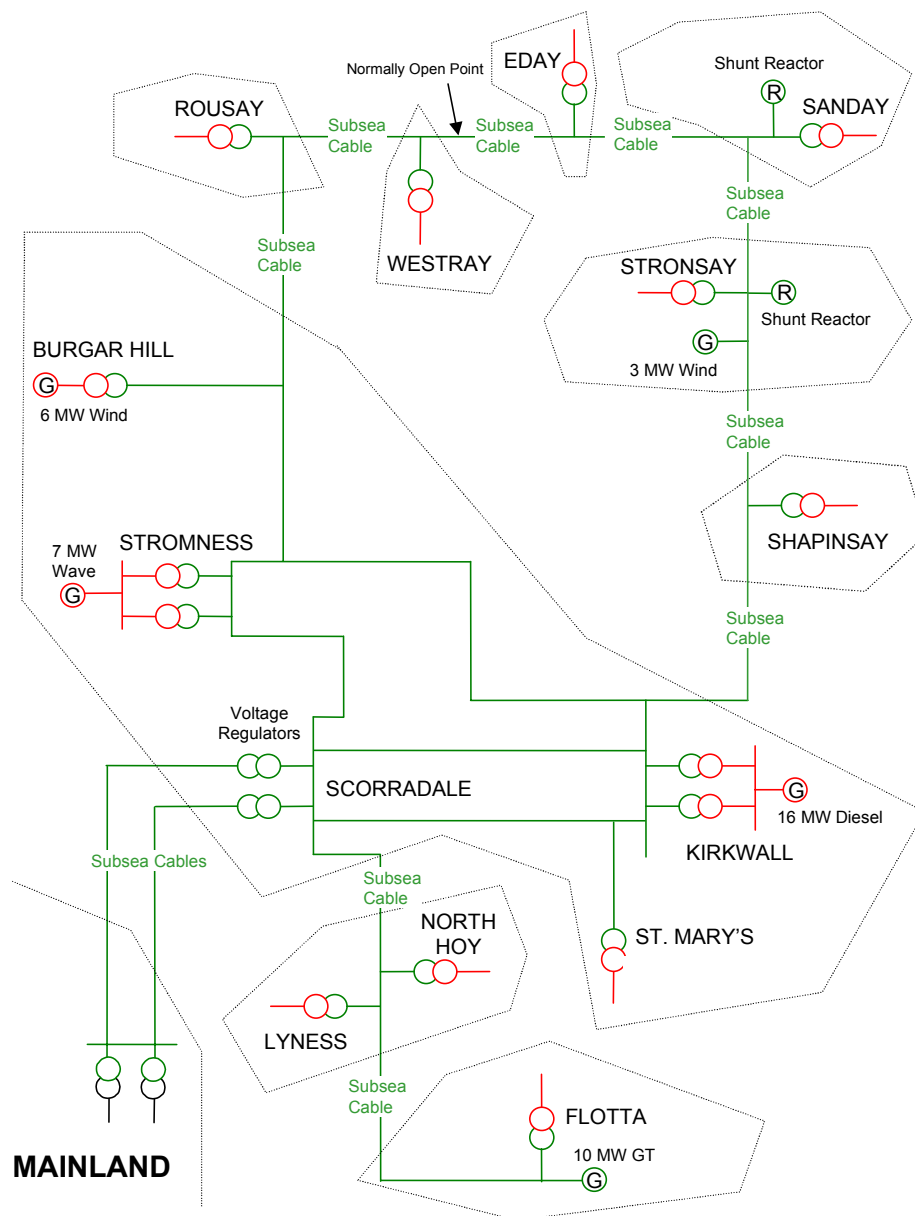 EDAY
Shunt Reactor
Normally Open Point
R
ROUSAY
SANDAY
Subsea
Cable
Subsea
Cable
Subsea
Cable
Subsea
Cable
Subsea
Cable
WESTRAY
STRONSAY
R
Shunt Reactor
G
3 MW Wind
BURGAR HILL
G
6 MW Wind
Subsea
Cable
STROMNESS
7 MW
Wave
G
SHAPINSAY
Subsea
Cable
Voltage
Regulators
SCORRADALE
G
16 MW Diesel
KIRKWALL
Subsea Cables
Subsea
Cable
NORTH
HOY
ST. MARY'S
LYNESS
Subsea
Cable
FLOTTA
10 MW GT
G
MAINLAND